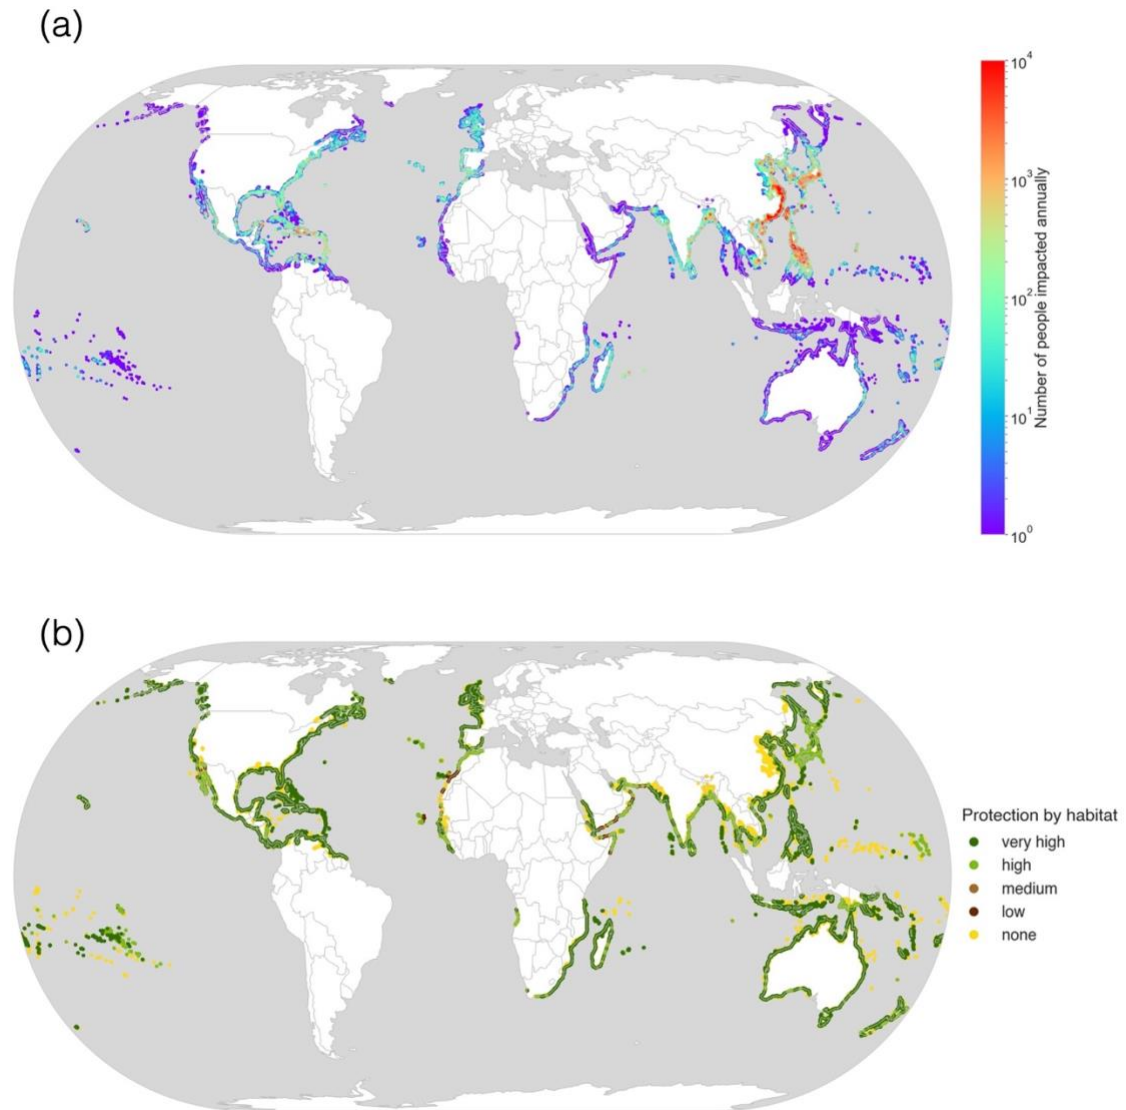 (a)
10^4
10^3
10^2
10^1
10^0
Number of people impacted annually
(b)
Protection by habitat
very high
high
medium
low
none